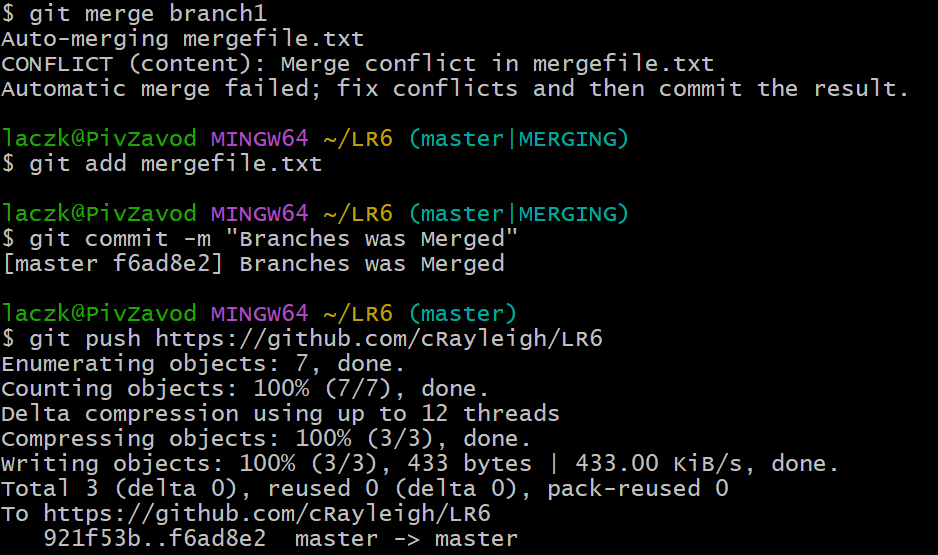 $ git merge branch1
Auto-merging mergefile.txt
CONFLICT (content): Merge conflict in mergefile.txt
Automatic merge failed; fix conflicts and then commit the result.
laczk@PivZavod MINGW64 ~/LR6 (master|MERGING)
$ git add mergefile.txt
laczk@PivZavod MINGW64 ~/LR6 (master|MERGING)
$ git commit -m "Branches was Merged"
[master f6ad8e2] Branches was Merged
laczk@PivZavod MINGW64 ~/LR6 (master)
$ git push https://github.com/cRayleigh/LR6
Enumerating objects: 7, done.
Counting objects: 100% (7/7), done.
Delta compression using up to 12 threads
Compressing objects: 100% (3/3), done.
Writing objects: 100% (3/3), 433 bytes | 433.00 KiB/s, done.
Total 3 (delta 0), reused 0 (delta 0), pack-reused 0
To https://github.com/cRayleigh/LR6
   921f53b..f6ad8e2  master -> master